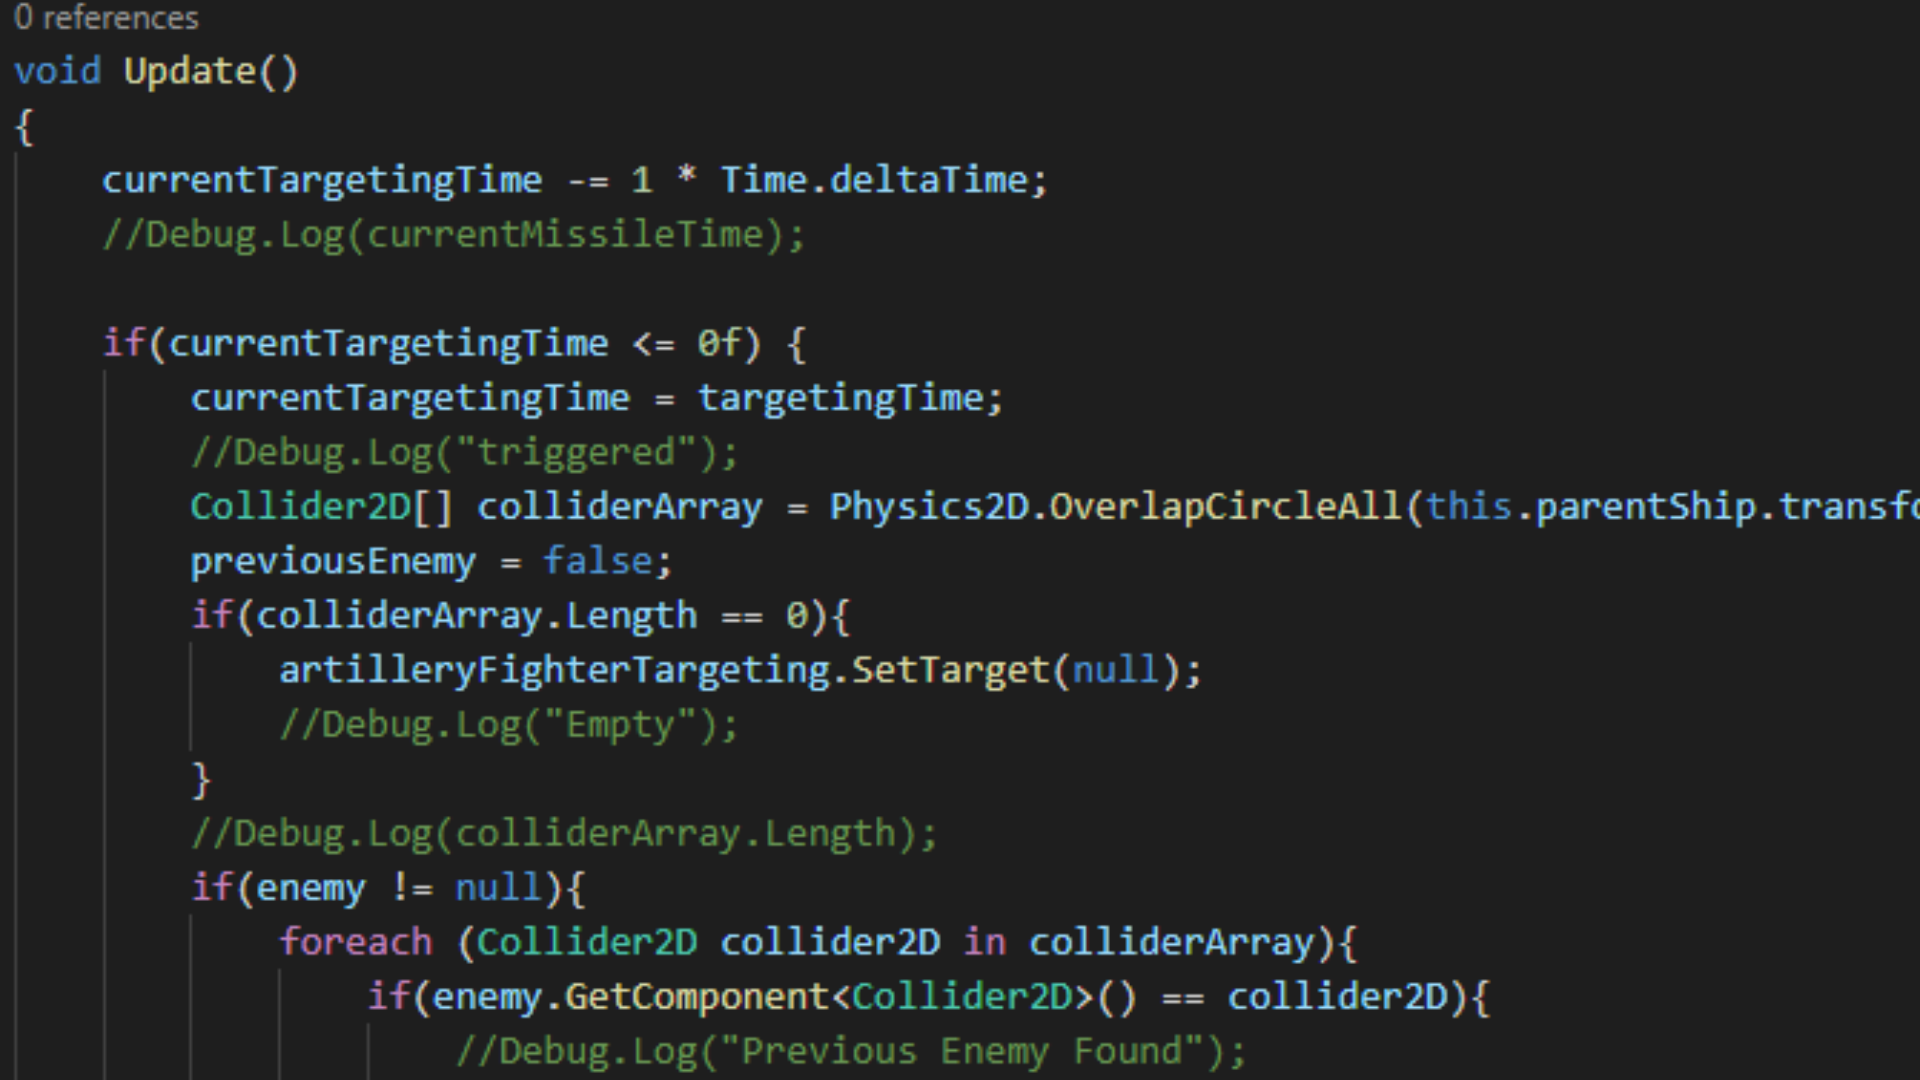 0 references
void Update()
{
currentTargetingTime -= 1 * Time.deltaTime;
//Debug.Log(currentMissileTime);
if(currentTargetingTime <= 0f) {
currentTargetingTime = targetingTime;
//Debug.Log("triggered");
Collider2D[] colliderArray = Physics2D.OverlapCircleAll(this.parentShip.transfo
previousEnemy = false;
if(colliderArray.Length == 0){
artilleryFighterTargeting.SetTarget(null);
//Debug.Log("Empty");
}
//Debug.Log(colliderArray.Length);
if(enemy != null){
foreach (Collider2D collider2D in colliderArray){
if(enemy.GetComponent<Collider2D>() == collider2D){
//Debug.Log("Previous Enemy Found");